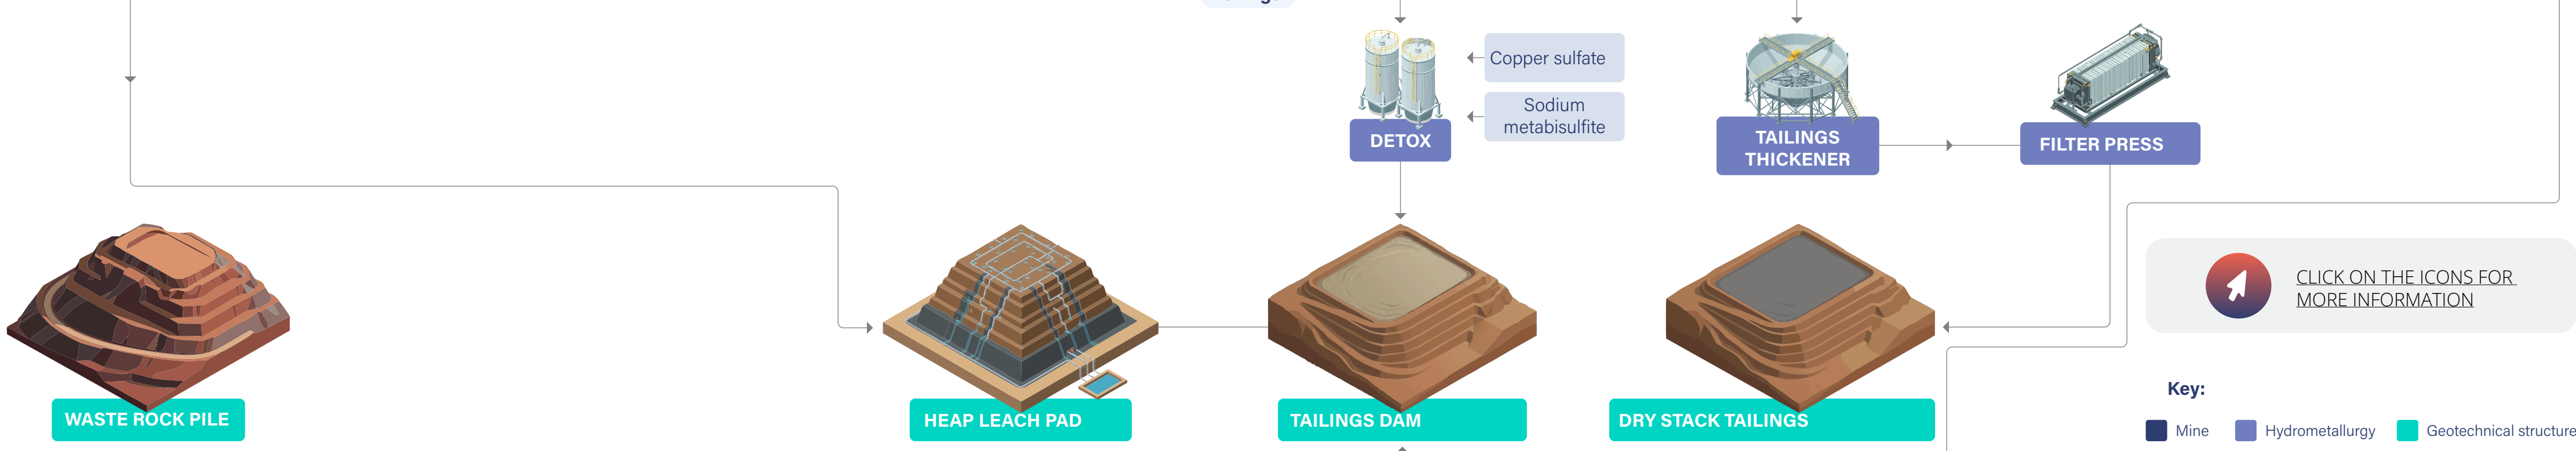 Copper sulfate
Sodium
metabisulfite
DETOX
TAILINGS
THICKENER
FILTER PRESS
CLICK ON THE ICONS FOR
MORE INFORMATION
WASTE ROCK PILE
HEAP LEACH PAD
TAILINGS DAM
DRY STACK TAILINGS
Key:
Mine
Hydrometallurgy
Geotechnical structure